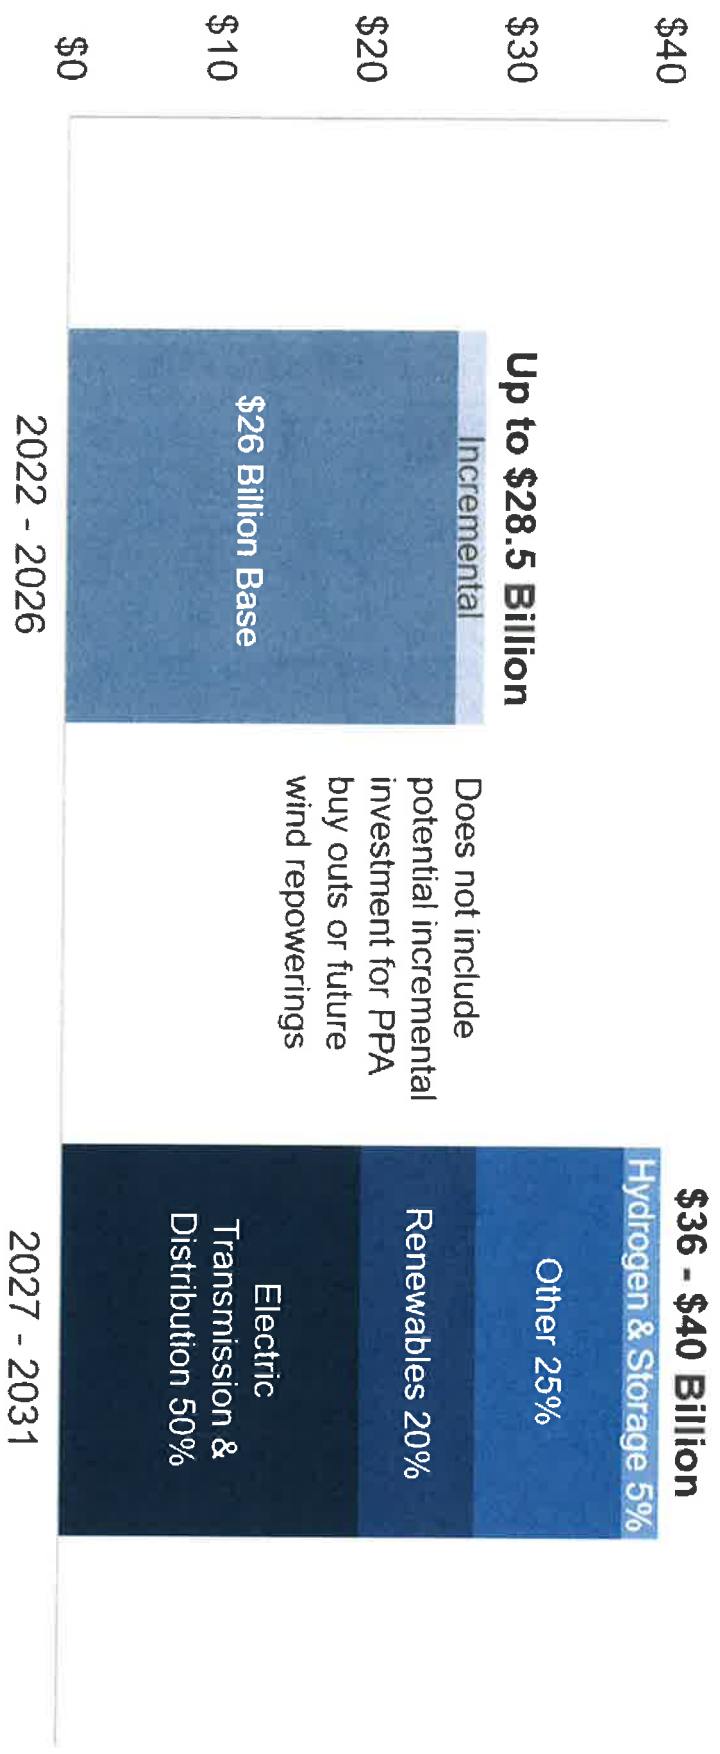 $40
$30
$20
$10
$0
Up to $28.5 Billion
Incremental
$26 Billion Base
2022 - 2026
Does not include
potential incremental
investment for PPA
buy outs or future
wind repowerings
$36 - $40 Billion
Hydrogen & Storage 5%
Other 25%
Renewables 20%
Electric
Transmission &
Distribution 50%
2027 - 2031